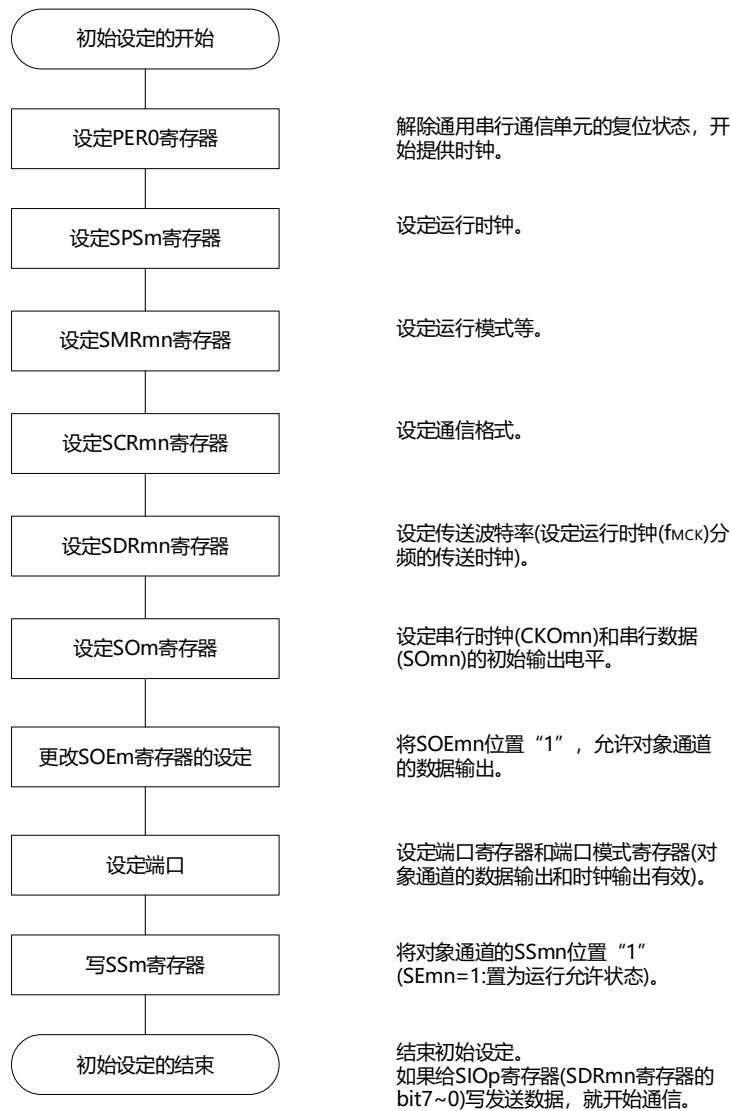 初始设定的开始
设定PER0寄存器
解除通用串行通信单元的复位状态，开
始提供时钟。
设定SPSm寄存器
设定运行时钟。
设定SMRmn寄存器
设定运行模式等。
设定SCRmn寄存器
设定通信格式。
设定SDRmn寄存器
设定传送波特率(设定运行时钟(fMCK)分
频的传送时钟)。
设定SOm寄存器
设定串行时钟(CKOmn)和串行数据
(SOmn)的初始输出电平。
更改SOEm寄存器的设定
将SOEmn位置“1”，允许对象通道
的数据输出。
设定端口
设定端口寄存器和端口模式寄存器(对
象通道的数据输出和时钟输出有效)。
写SSm寄存器
将对象通道的SSmn位置“1”
(SEmn=1:置为运行允许状态)。
初始设定的结束
结束初始设定。
如果给SIOp寄存器(SDRmn寄存器的
bit7~0)写发送数据，就开始通信。